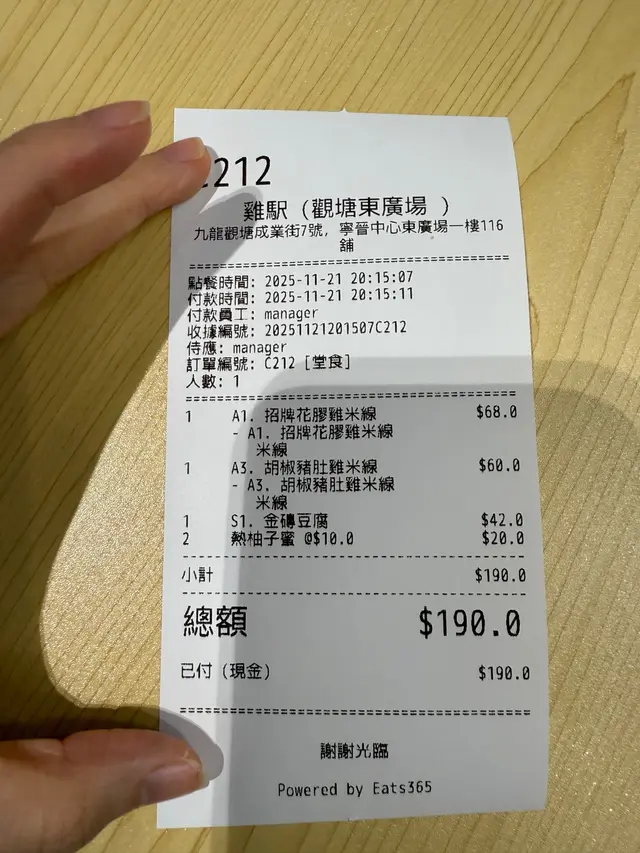 C212
雞駅（觀塘東廣場 ）
九龍觀塘成業街7號, 寧晉中心東廣場一樓116
舖
點餐時間: 2025-11-21 20:15:07
付款時間: 2025-11-21 20:15:11
付款員工: manager
收據編號: 20251121201507C212
侍應: manager
訂單編號: C212 [堂食]
人數: 1
1 A1. 招牌花膠雞米線 $68.0
- A1. 招牌花膠雞米線
米線
1 A3. 胡椒豬肚雞米線 $60.0
- A3. 胡椒豬肚雞米線
米線
1 S1. 金磚豆腐 $42.0
2 熱柚子蜜 @$10.0 $20.0
小計 $190.0
總額 $190.0
已付（現金） $190.0
謝謝光臨
Powered by Eats365